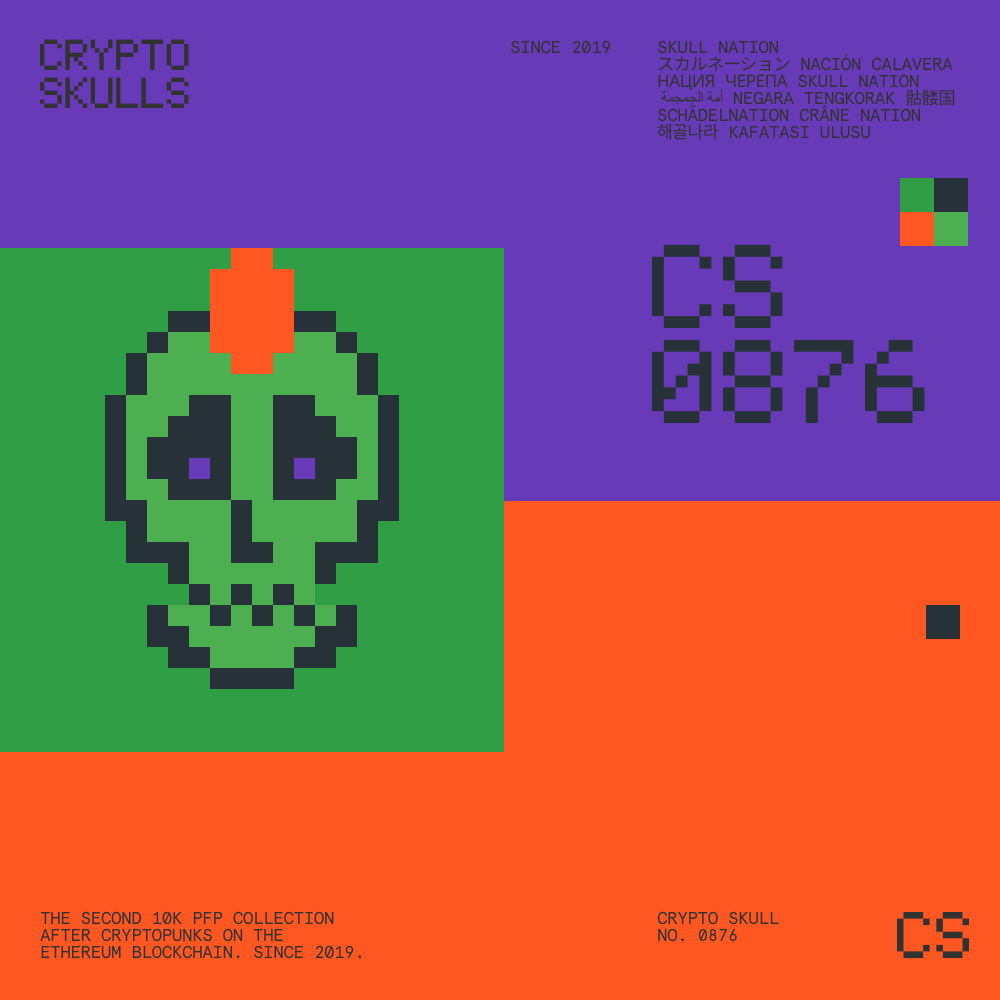 CRYPTO
SKULLS
SINCE 2019
SKULL NATION
スカルネーション NACIÓN CALAVERA
НАЦИЯ ЧЕРЕПА SKULL NATION
أمة الجمجمة NEGARA TENGKORAK 骷髅国
SCHÄDELNATION CRÂNE NATION
해골나라 KAFATASI ULUSU
CS
0876
THE SECOND 10K PFP COLLECTION
AFTER CRYPTOPUNKS ON THE
ETHEREUM BLOCKCHAIN. SINCE 2019.
CRYPTO SKULL
NO. 0876
CS